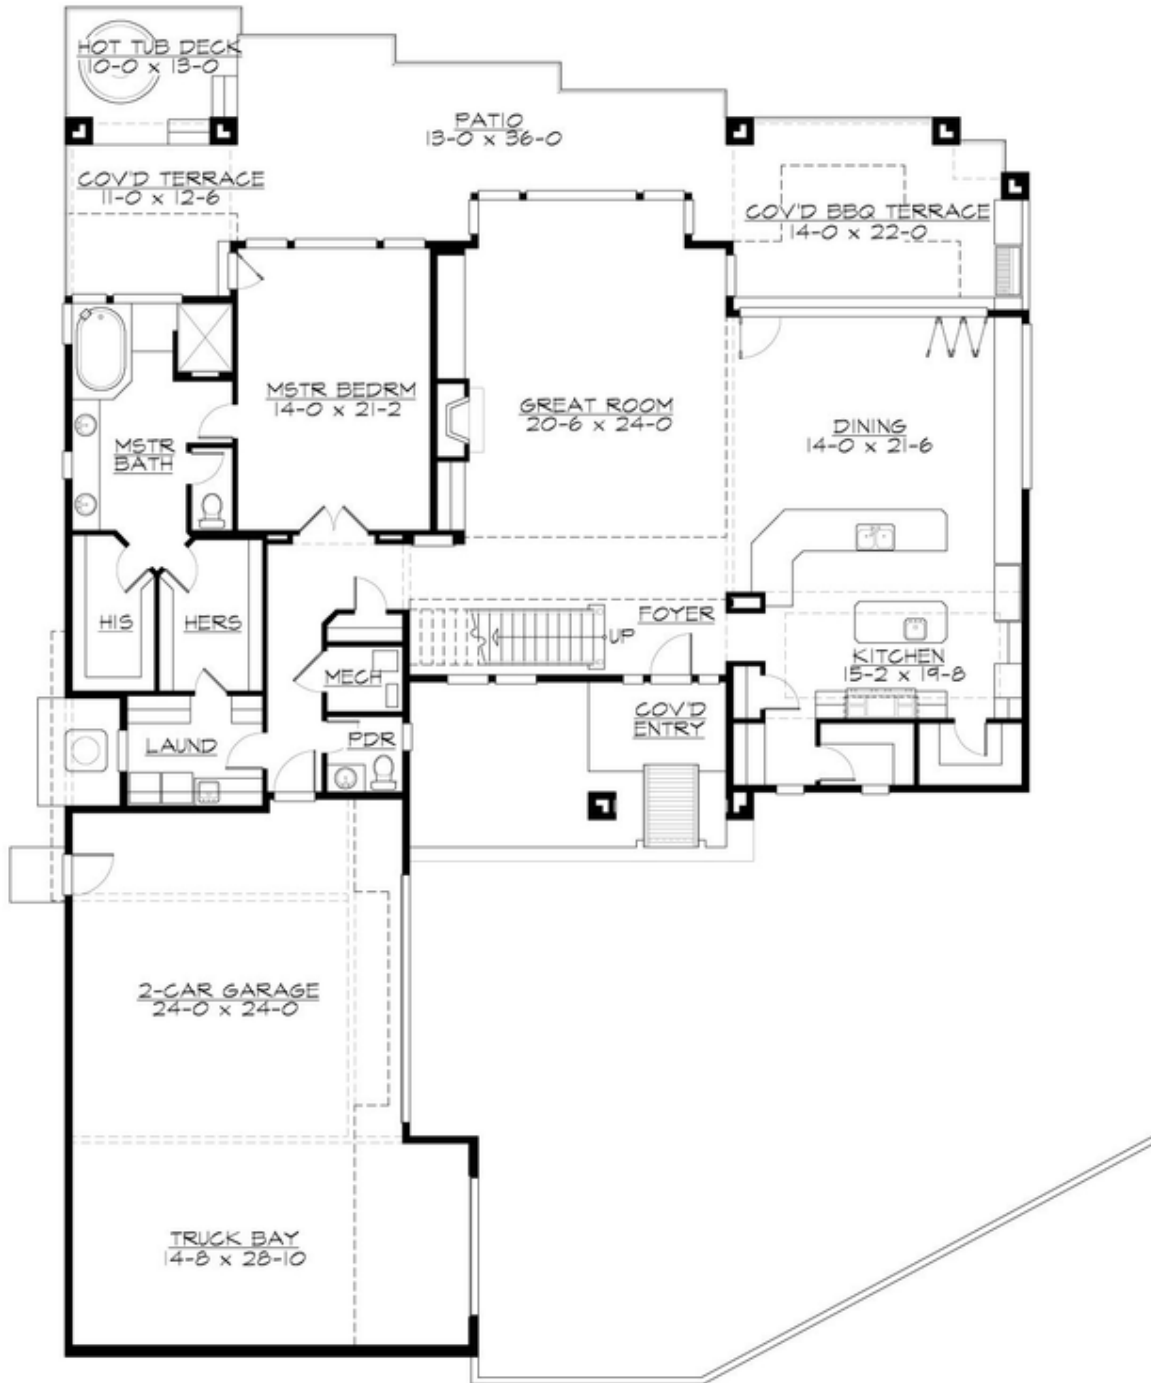 HOT TUB DECK
10-0 x 13-0
PATIO
13-0 x 36-0
COV'D TERRACE
11-0 x 12-6
COV'D BBQ TERRACE
14-0 x 22-0
MSTR BEDRM
14-0 x 21-2
GREAT ROOM
20-6 x 24-0
DINING
14-0 x 21-6
MSTR
BATH
HIS
HERS
FOYER
UP
KITCHEN
15-2 x 19-8
MECH
COV'D
ENTRY
LAUND
PDR
2-CAR GARAGE
24-0 x 24-0
TRUCK BAY
14-8 x 28-10